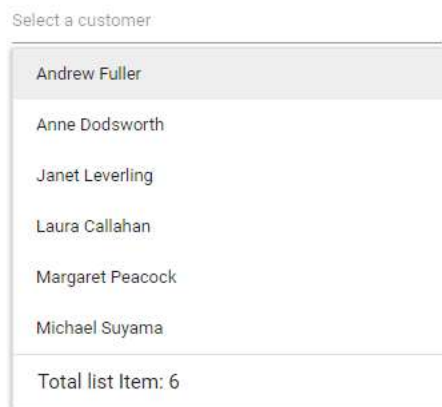 Select a customer
Andrew Fuller
Anne Dodsworth
Janet Leverling
Laura Callahan
Margaret Peacock
Michael Suyama
Total list Item: 6